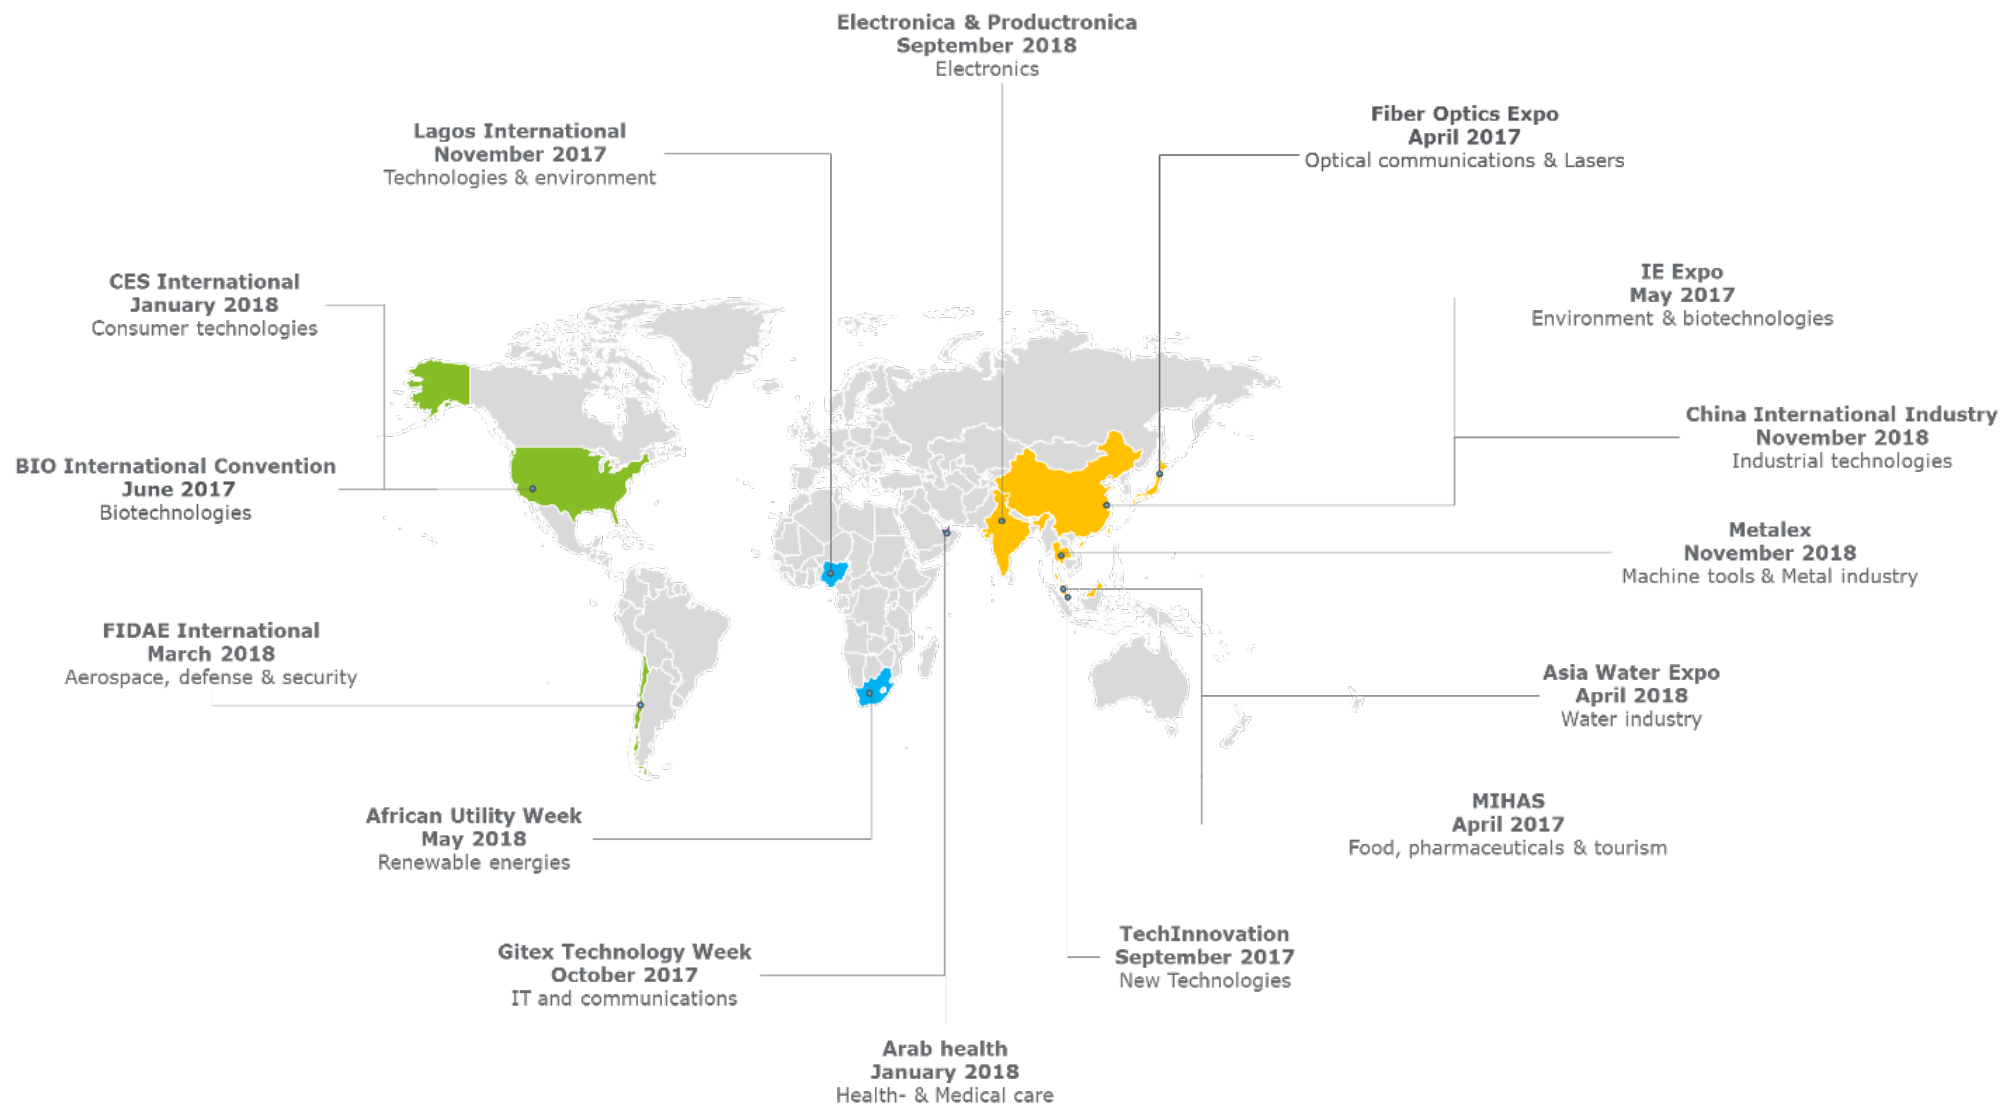 Electronica & Productronica
September 2018
Electronics
Lagos International
November 2017
Technologies & environment
Fiber Optics Expo
April 2017
Optical communications & Lasers
CES International
January 2018
Consumer technologies
IE Expo
May 2017
Environment & biotechnologies
BIO International Convention
June 2017
Biotechnologies
China International Industry
November 2018
Industrial technologies
Metalex
November 2018
Machine tools & Metal industry
FIDAE International
March 2018
Aerospace, defense & security
Asia Water Expo
April 2018
Water industry
African Utility Week
May 2018
Renewable energies
MIHAS
April 2017
Food, pharmaceuticals & tourism
Gitex Technology Week
October 2017
IT and communications
TechInnovation
September 2017
New Technologies
Arab health
January 2018
Health- & Medical care